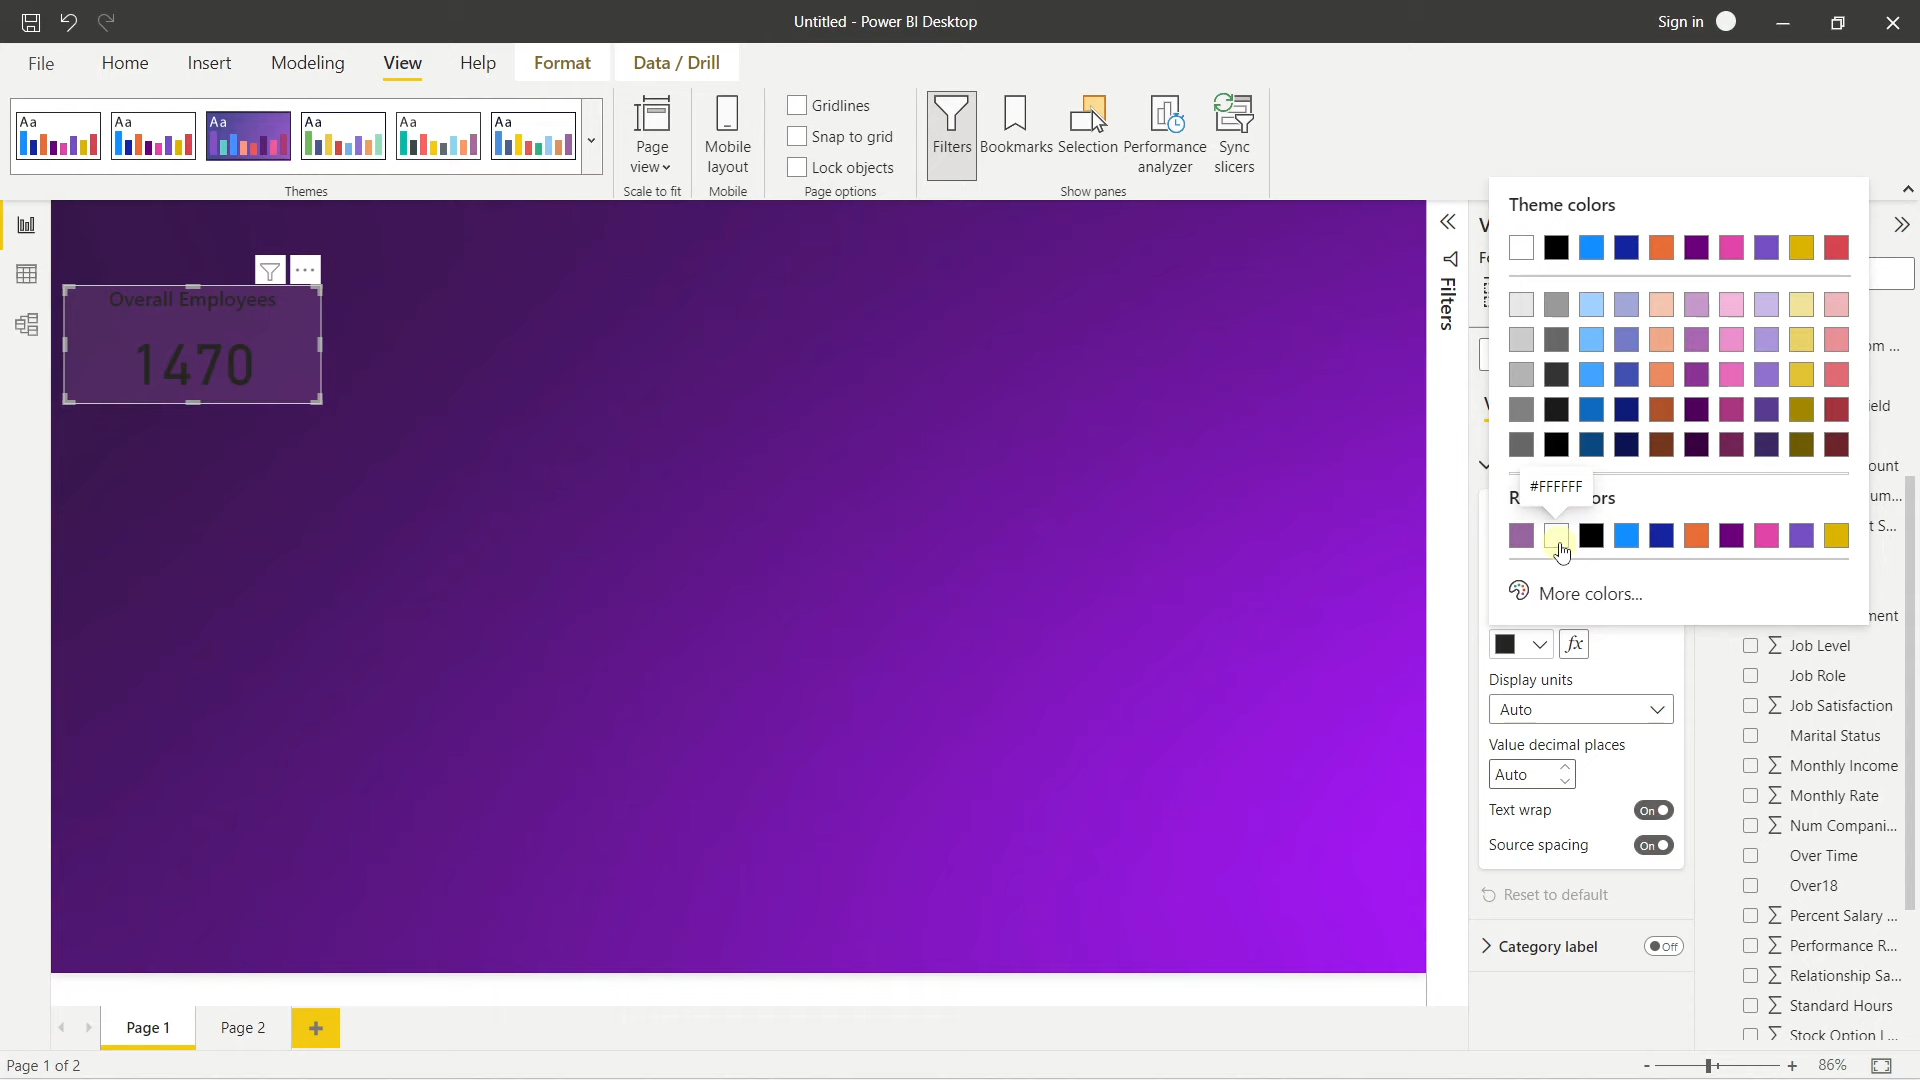 Untitled - Power BI Desktop
Sign in
File Home Insert Modeling View Help Format Data / Drill
Aa Aa Aa Aa Aa Aa
Page view
Mobile layout
Gridlines
Snap to grid
Lock objects
Filters
Bookmarks
Selection
Performance analyzer
Sync slicers
Themes
Scale to fit
Mobile
Page options
Show panes
Overall Employees
1470
Filters
Theme colors
#FFFFFF
More colors...
fx
Display units
Auto
Value decimal places
Auto
Text wrap
On
Source spacing
On
Reset to default
Category label
Off
Job Level
Job Role
Job Satisfaction
Marital Status
Monthly Income
Monthly Rate
Num Compani...
Over Time
Over18
Percent Salary ...
Performance R...
Relationship Sa...
Standard Hours
Stock Option L...
Page 1
Page 2
Page 1 of 2
86%